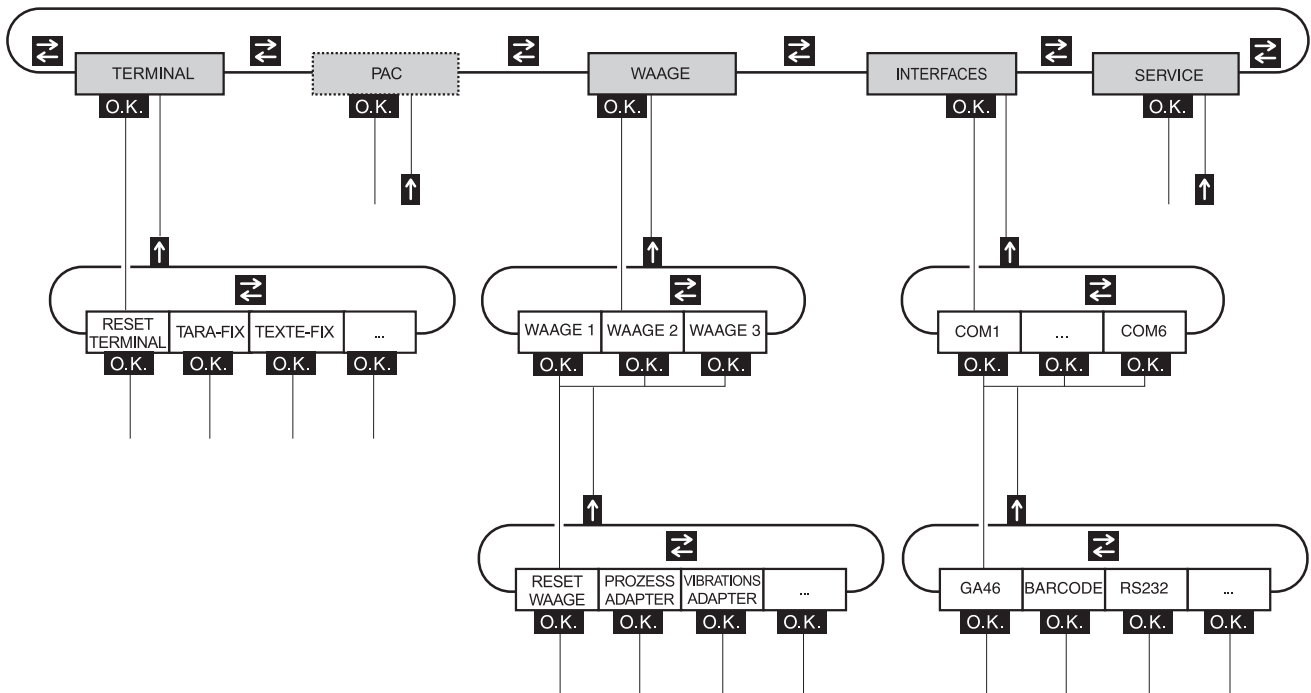 TERMINAL
PAC
WAAGE
INTERFACES
SERVICE
O.K.
O.K.
O.K.
O.K.
O.K.
RESET
TERMINAL
TARA-FIX
TEXTE-FIX
...
O.K.
O.K.
O.K.
O.K.
WAAGE 1
WAAGE 2
WAAGE 3
O.K.
O.K.
O.K.
COM1
...
COM6
O.K.
O.K.
O.K.
RESET
WAAGE
PROZESS
ADAPTER
VIBRATIONS
ADAPTER
...
O.K.
O.K.
O.K.
O.K.
GA46
BARCODE
RS232
...
O.K.
O.K.
O.K.
O.K.